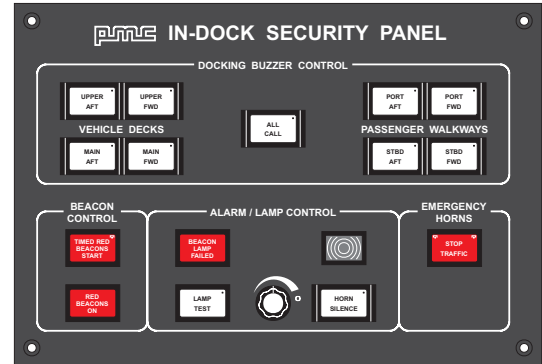 pmc IN-DOCK SECURITY PANEL
DOCKING BUZZER CONTROL
UPPER
AFT
UPPER
FWD
PORT
AFT
PORT
FWD
ALL
CALL
VEHICLE DECKS
PASSENGER WALKWAYS
MAIN
AFT
MAIN
FWD
STBD
AFT
STBD
FWD
BEACON
CONTROL
TIMED RED
BEACONS
START
RED
BEACONS
ON
ALARM / LAMP CONTROL
BEACON
LAMP
FAILED
LAMP
TEST
O
HORN
SILENCE
EMERGENCY
HORNS
STOP
TRAFFIC